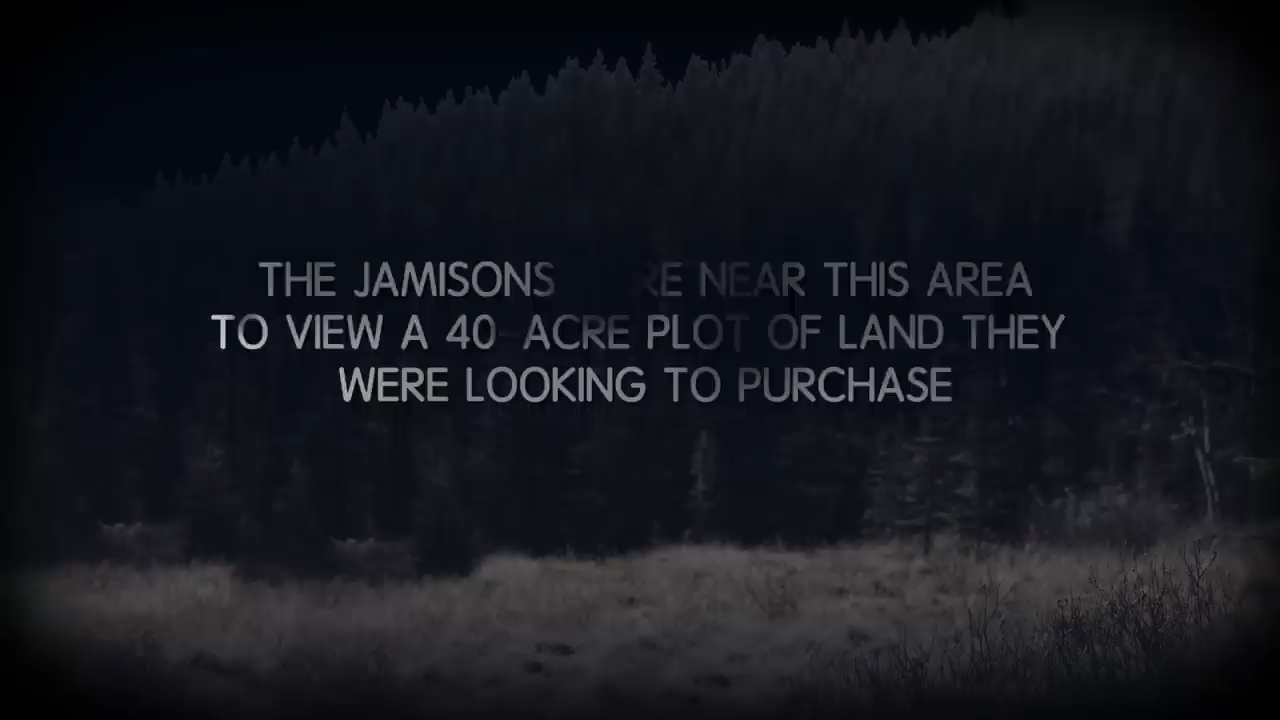 THE JAMISONS NEAR THIS AREA
TO VIEW A 40-ACRE PLOT OF LAND THEY
WERE LOOKING TO PURCHASE